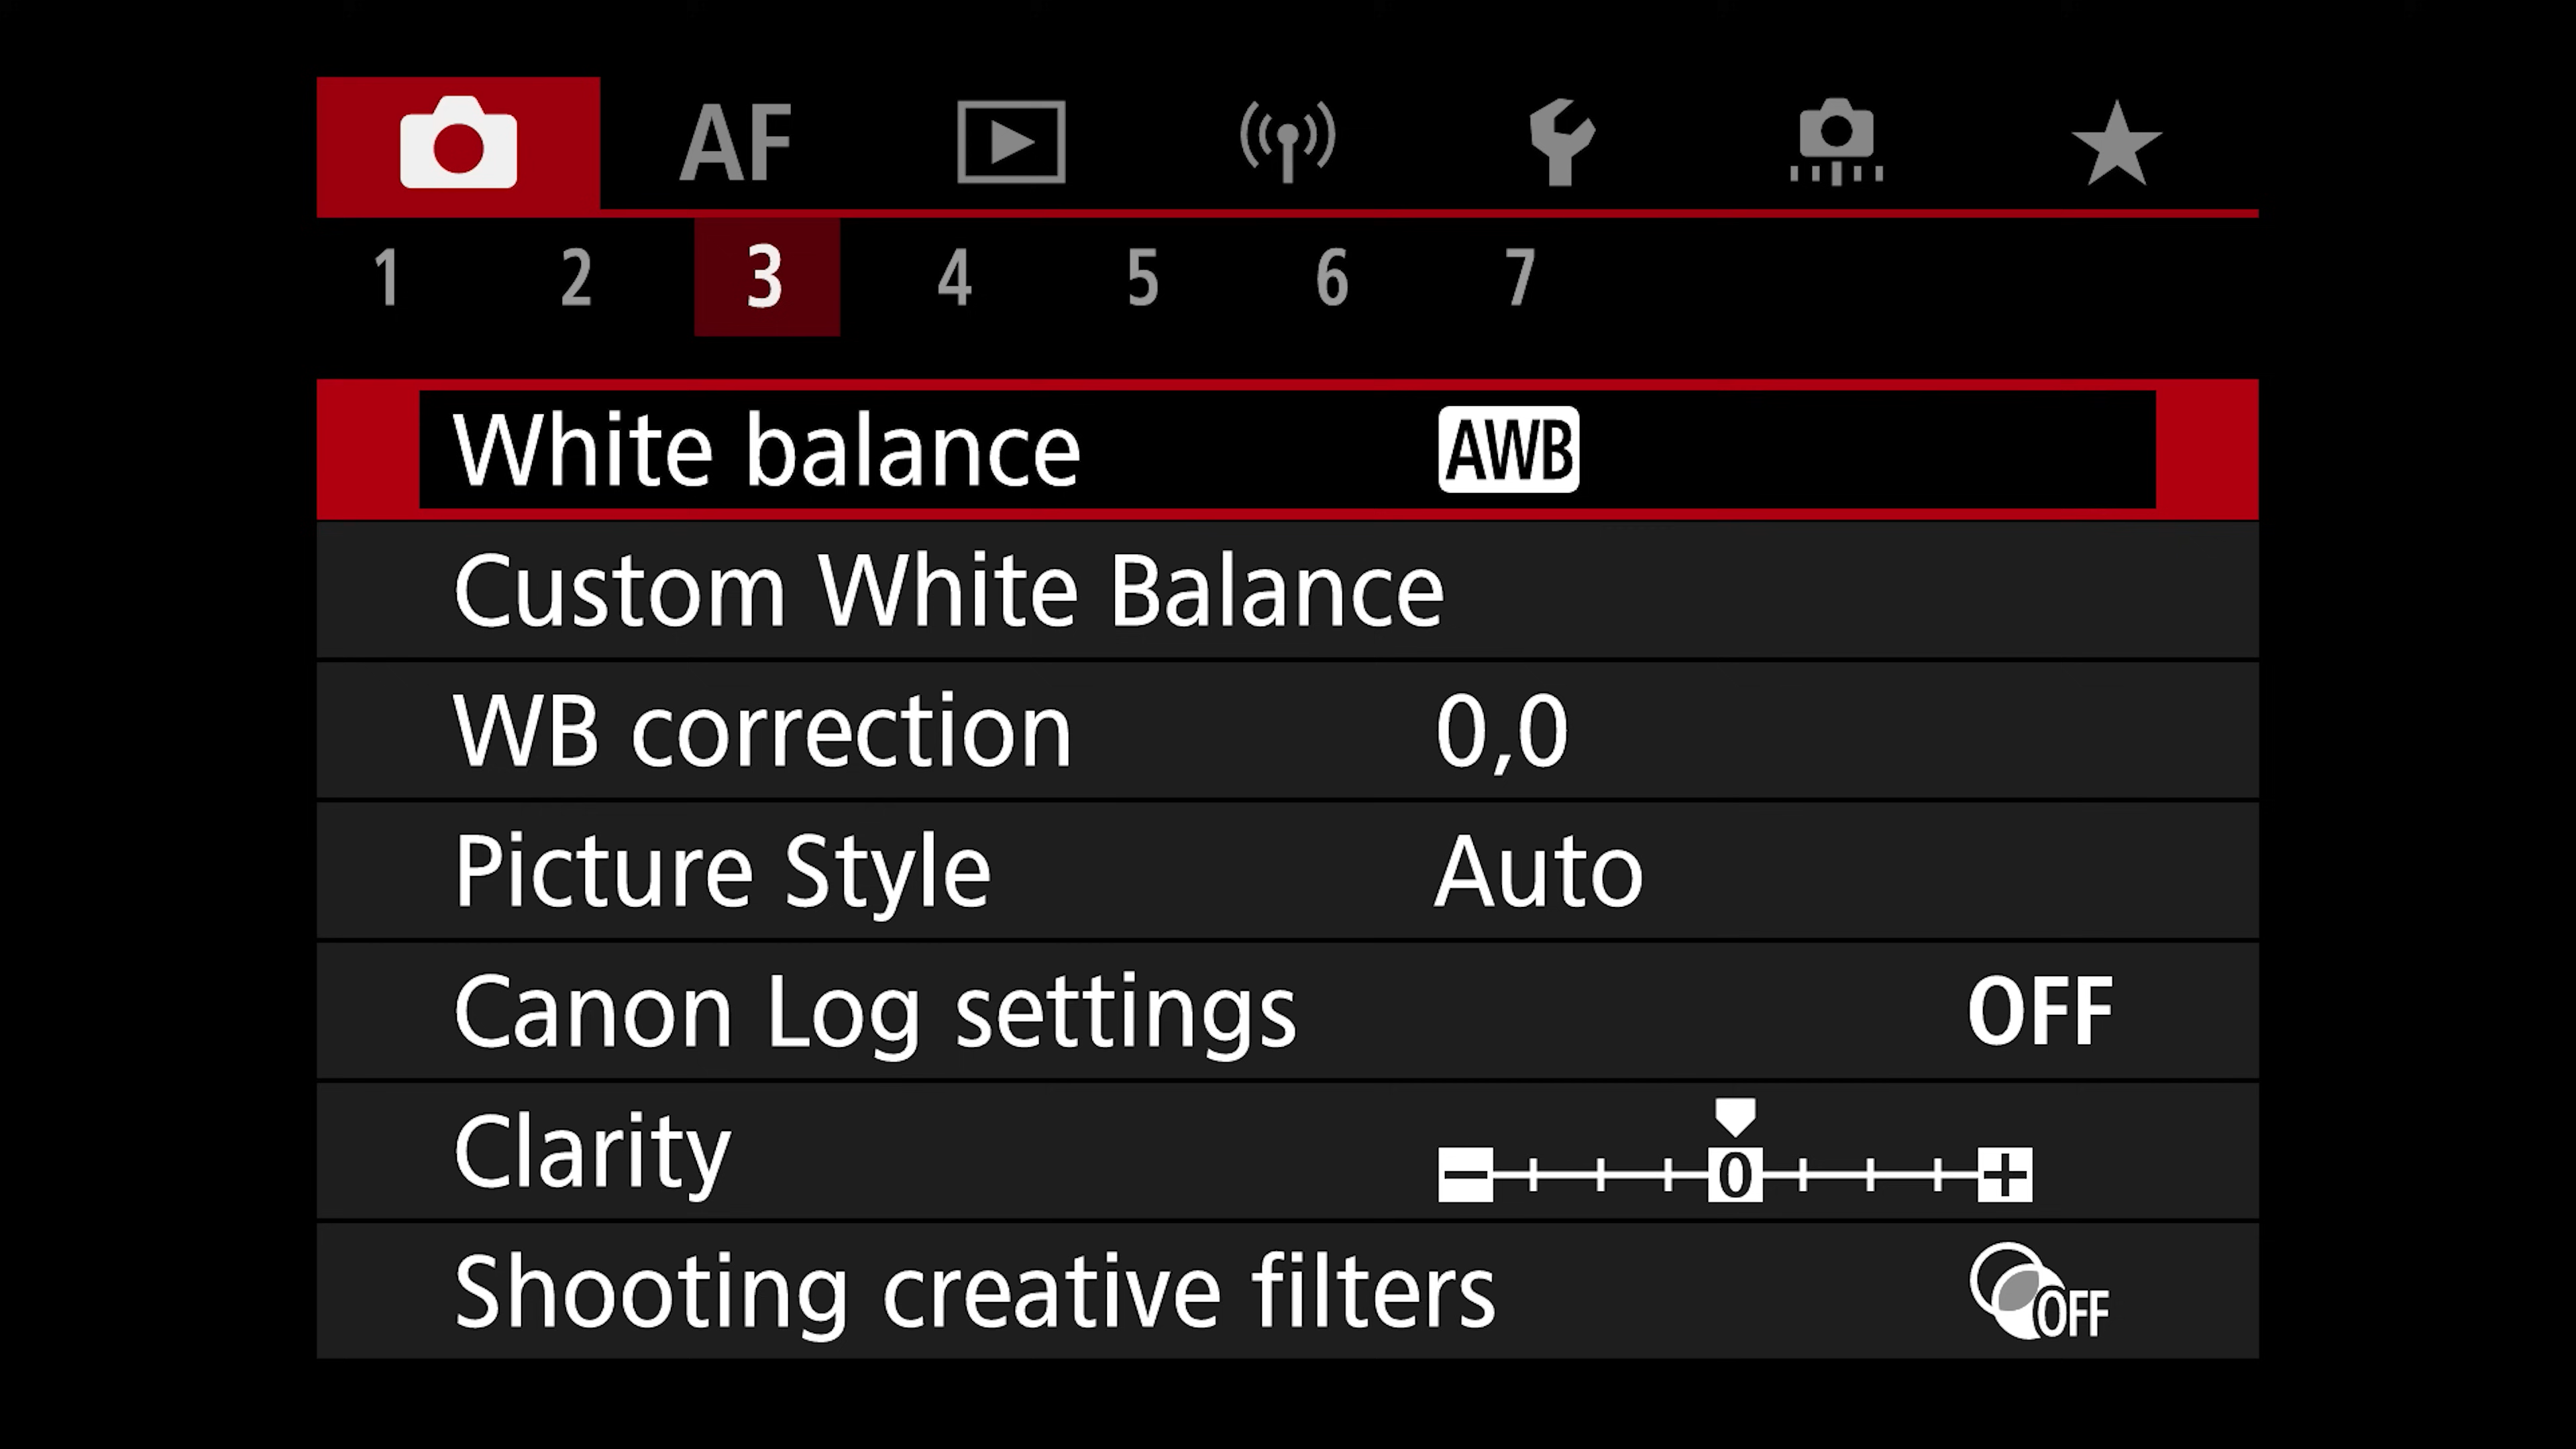 AF
1 2 3 4 5 6 7
White balance AWB
Custom White Balance
WB correction 0,0
Picture Style Auto
Canon Log settings OFF
Clarity 0
Shooting creative filters OFF